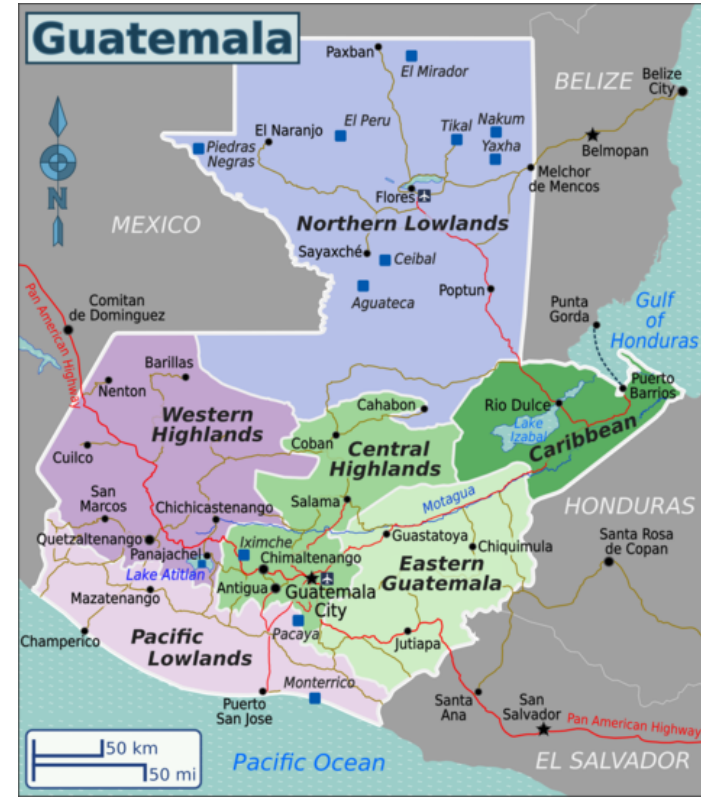 Guatemala
Paxban
El Mirador
BELIZE
Belize
City
El Peru
Tikal
Nakum
Yaxha
El Naranjo
Piedras
Negras
Belmopan
Melchor
de Mencos
Flores
N
MEXICO
Northern Lowlands
Sayaxché
Ceibal
Aguateca
Poptun
Comitan
de Dominguez
Pan American Highway
Punta
Gorda
Gulf
of
Honduras
Barillas
Nenton
Western
Highlands
Cahabon
Rio Dulce
Puerto
Barrios
Lake
Izabal
Caribbean
Coban
Central
Highlands
Cuilco
San
Marcos
Chichicastenango
Salama
Motagua
HONDURAS
Quetzaltenango
Panajachel
Iximche
Chimaltenango
Guastatoya
Chiquimula
Santa Rosa
de Copan
Lake Atitlan
Antigua
Guatemala
City
Eastern
Guatemala
Mazatenango
Pacaya
Champerico
Pacific
Lowlands
Jutiapa
Monterrico
Puerto
San Jose
Santa
Ana
San
Salvador
Pan American Highway
50 km
50 mi
Pacific Ocean
EL SALVADOR